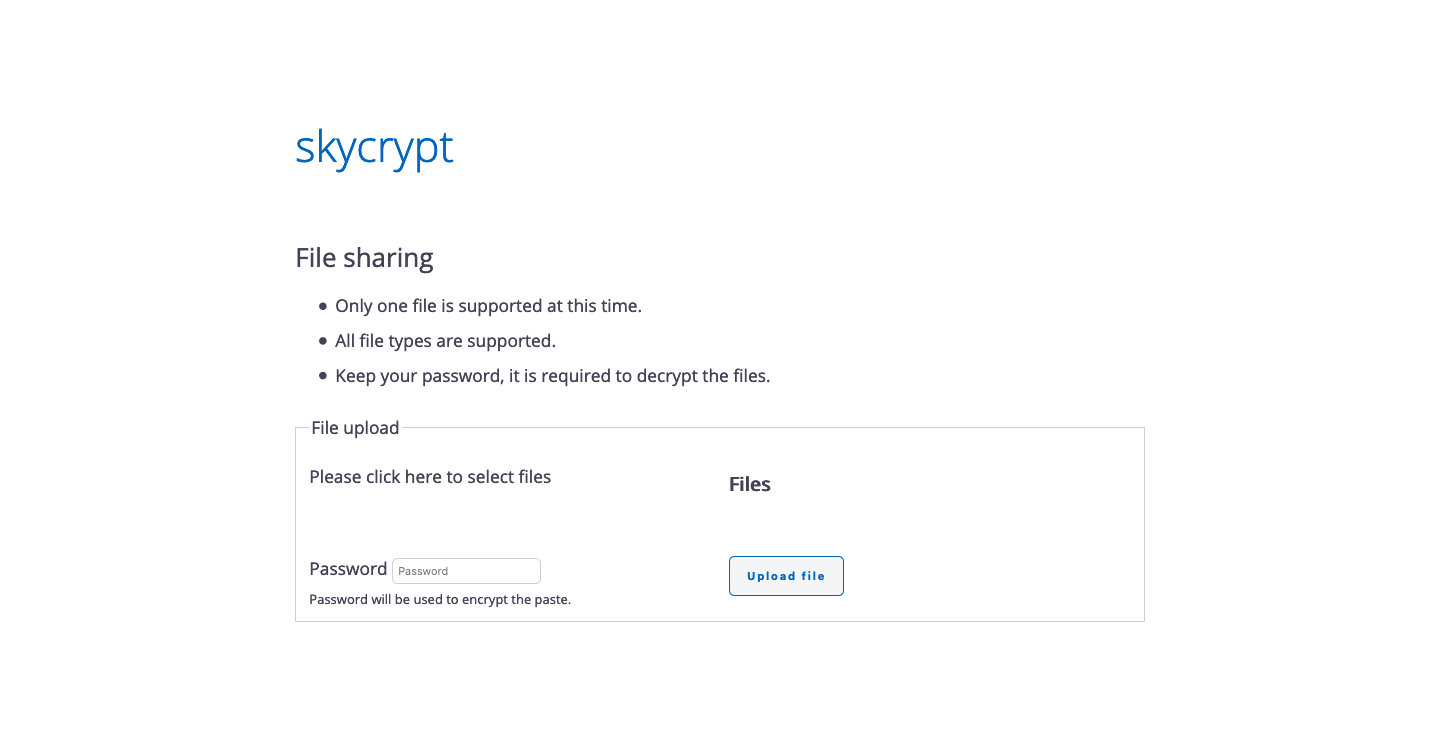 skycrypt
File sharing
Only one file is supported at this time.
All file types are supported.
Keep your password, it is required to decrypt the files.
File upload
Please click here to select files
Files
Password Password
Upload file
Password will be used to encrypt the paste.